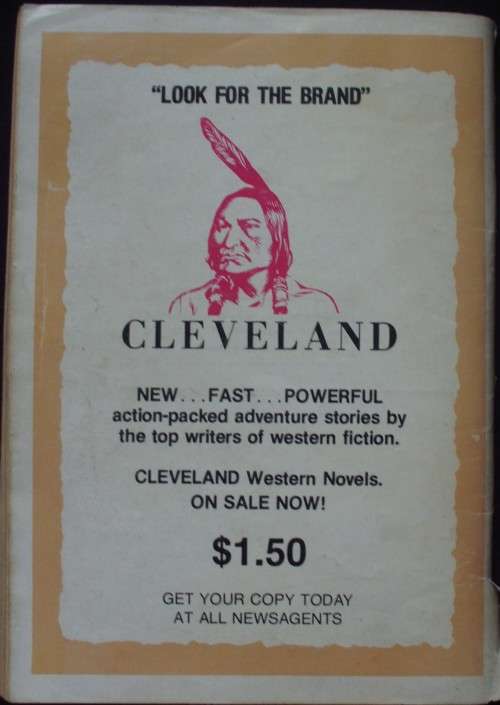 "LOOK FOR THE BRAND"
CLEVELAND
NEW...FAST...POWERFUL
action-packed adventure stories by
the top writers of western fiction.
CLEVELAND Western Novels.
ON SALE NOW!
$1.50
GET YOUR COPY TODAY
AT ALL NEWSAGENTS